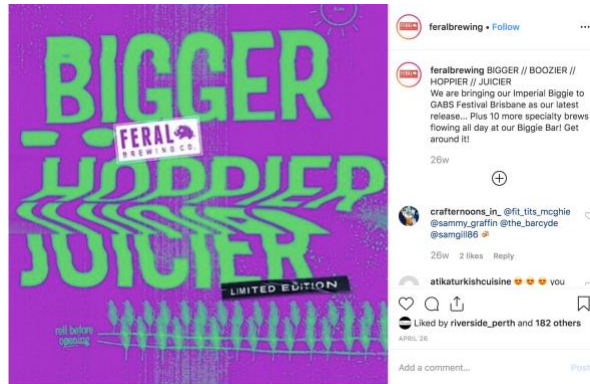 BIGGER
FERAL
BREWING CO.
HOPPIER
JUICIER
LIMITED EDITION
roll before
opening
feralbrewing • Follow
feralbrewing BIGGER // BOOZIER //
HOPPIER // JUICIER
We are bringing our Imperial Biggie to
GABS Festival Brisbane as our latest
release... Plus 10 more specialty brews
flowing all day at our Biggie Bar! Get
around it!
26w
crafternoons_in_ @fit_tits_mcghie
@sammy_graffin @the_barcyde
@samgill86
26w 2 likes Reply
atikaturkishcuisine 😍 😍 😍 you
Liked by riverside_perth and 182 others
APRIL 26
Add a comment... Post